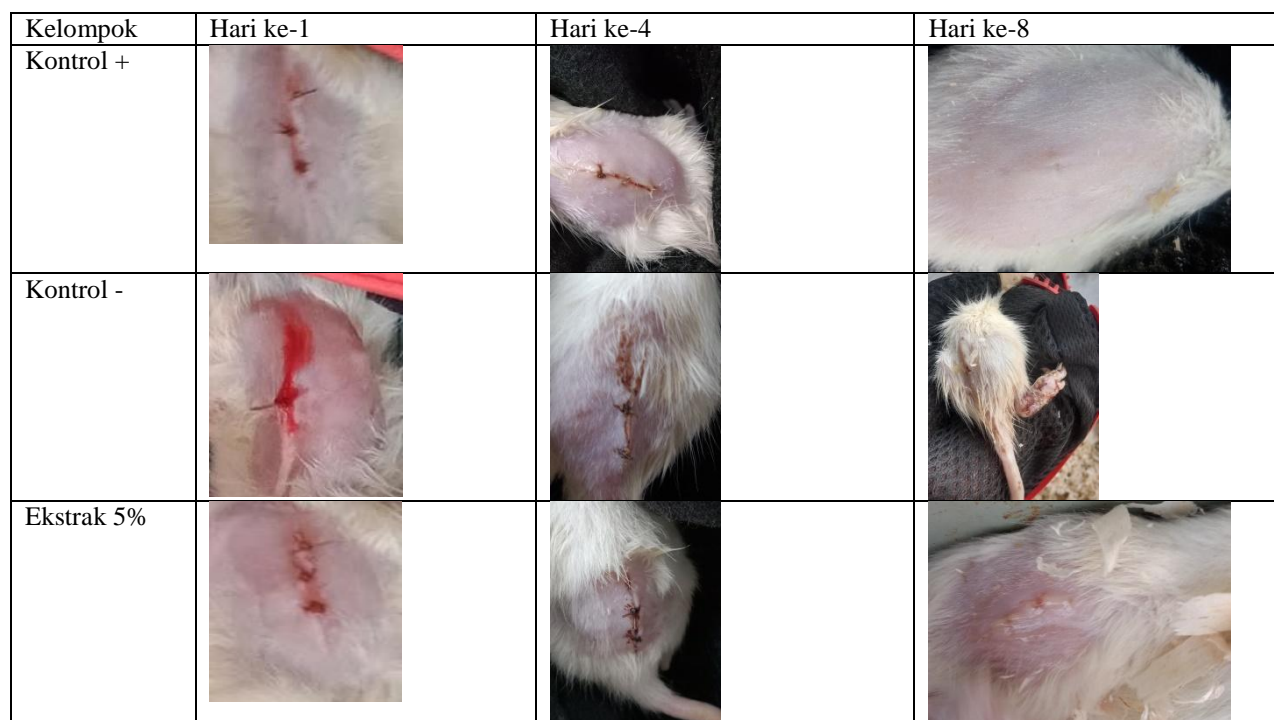 Kelompok Hari ke-1 Hari ke-4 Hari ke-8
Kontrol +
Kontrol -
Ekstrak 5%